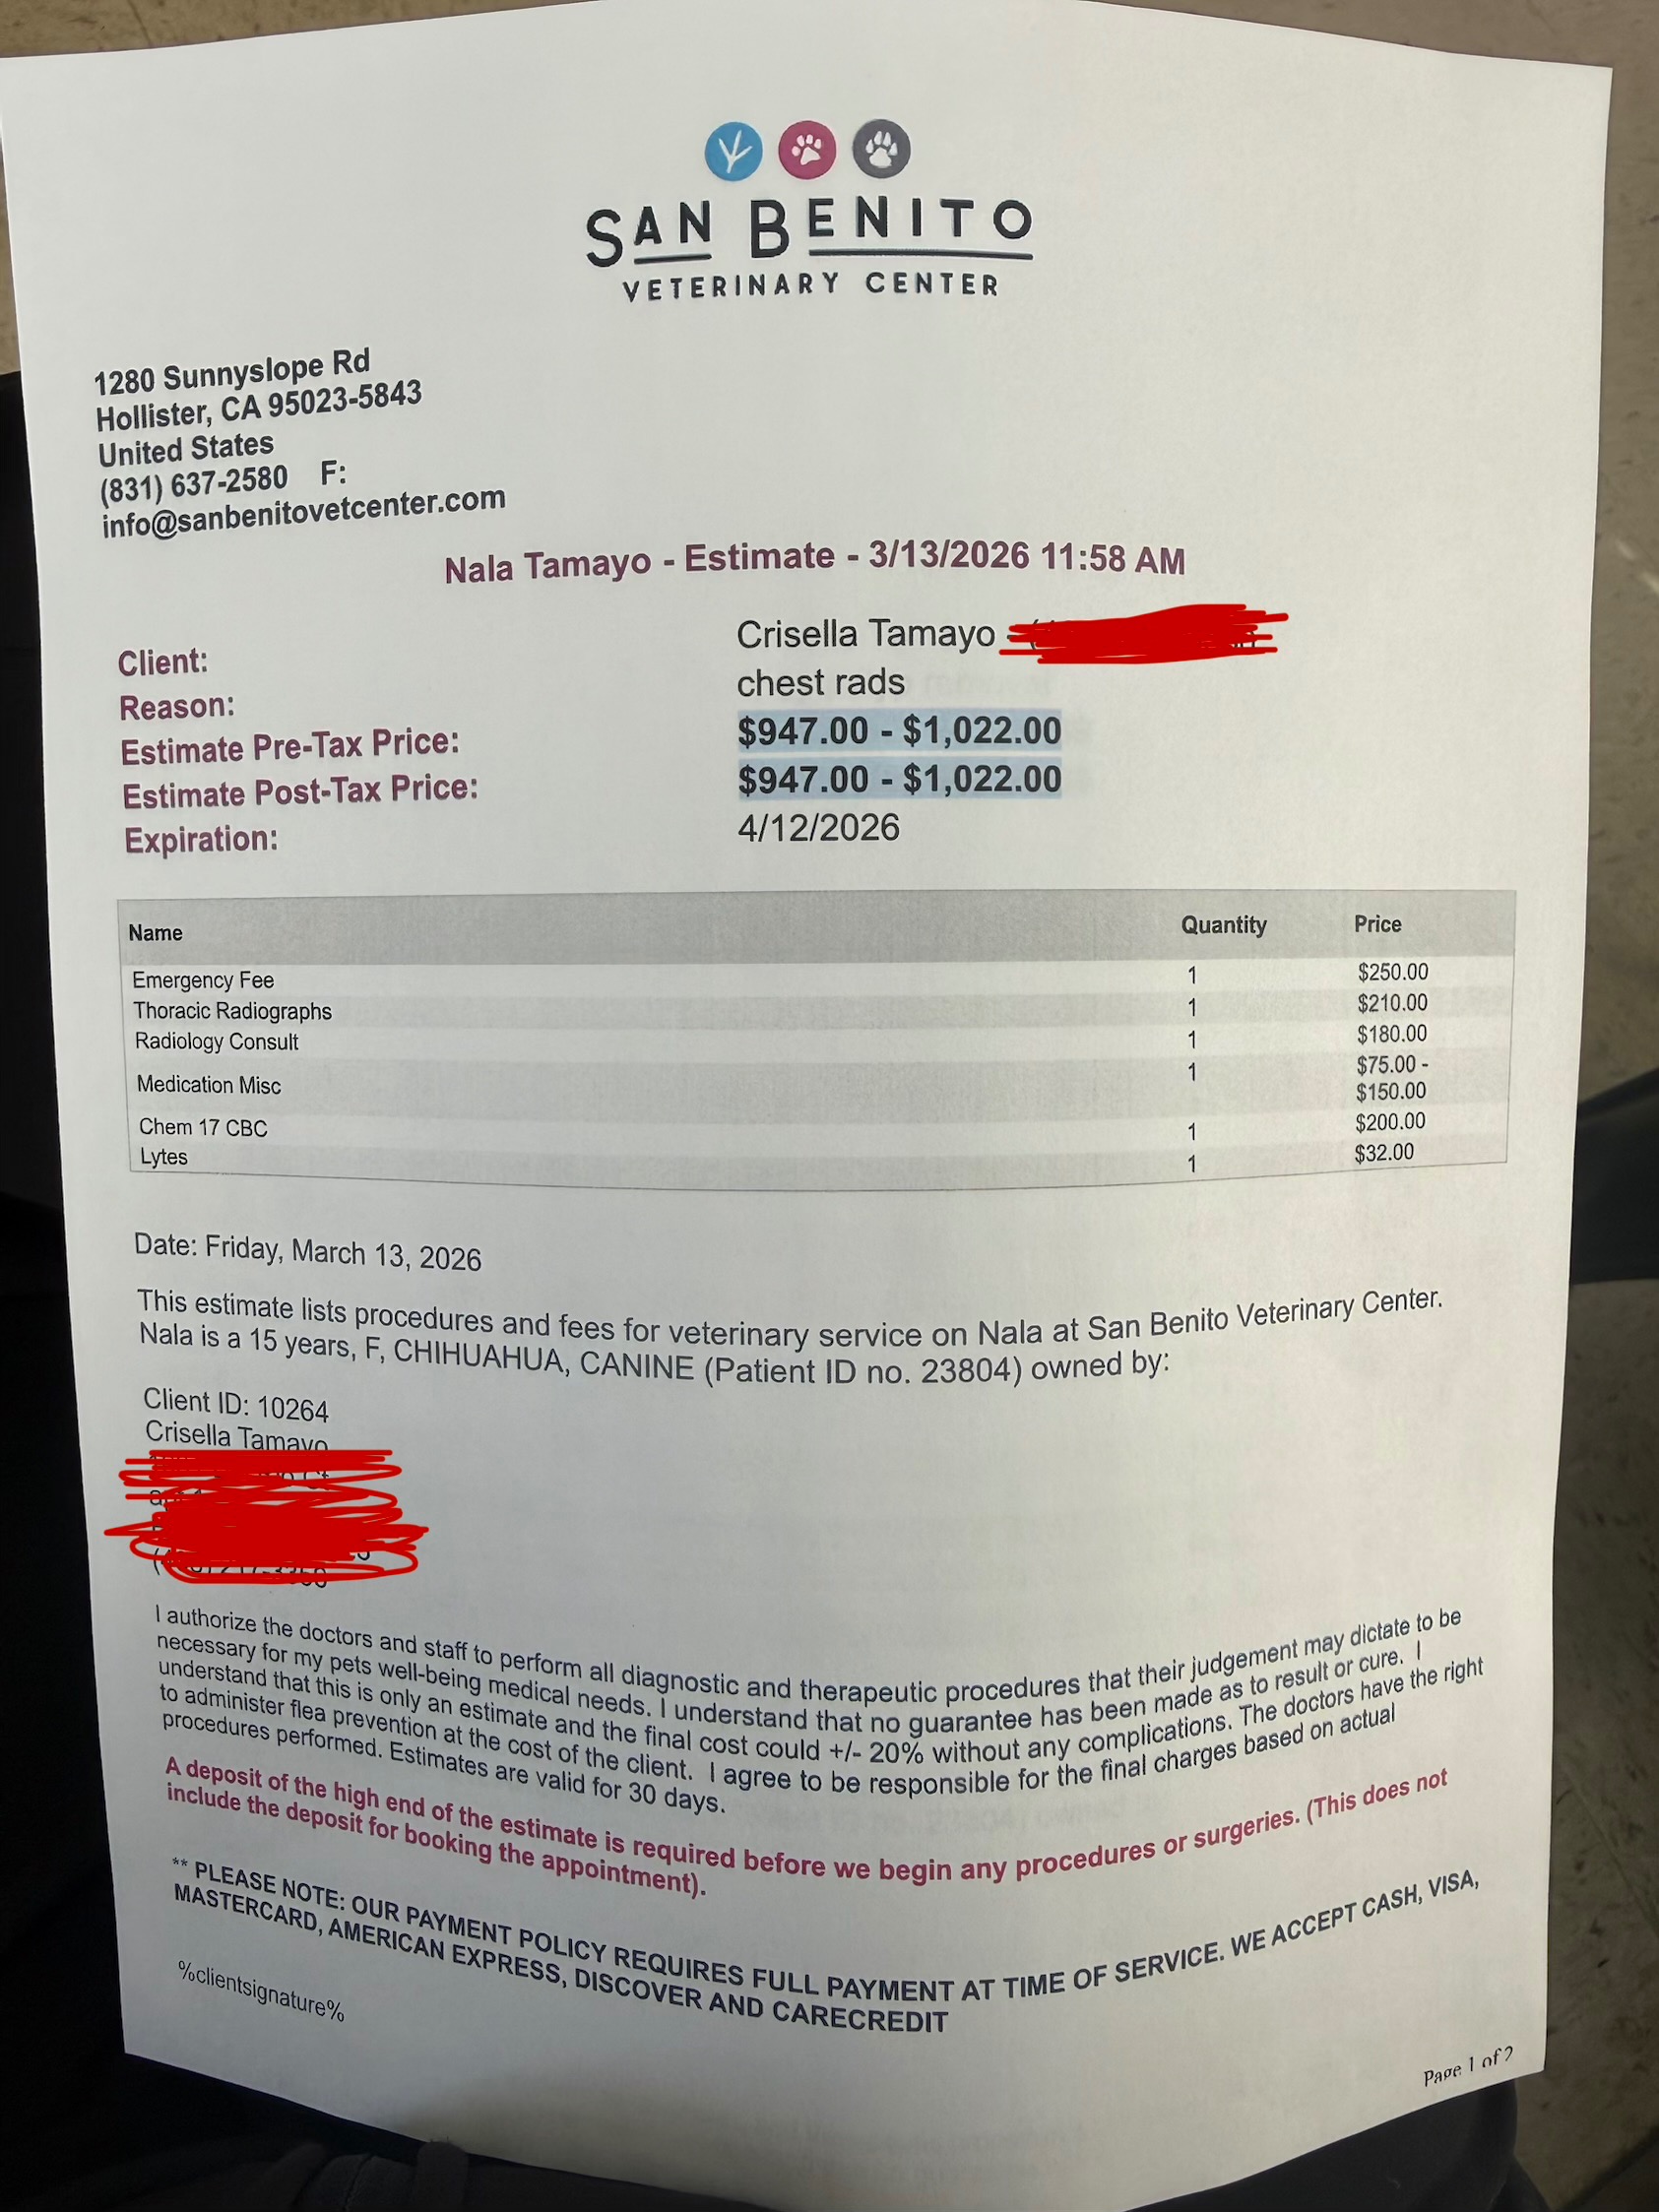 SAN BENITO
VETERINARY CENTER
1280 Sunnyslope Rd
Hollister, CA 95023-5843
United States
(831) 637-2580 F:
info@sanbenitovetcenter.com
Nala Tamayo - Estimate - 3/13/2026 11:58 AM
Client: Crisella Tamayo
Reason: chest rads
Estimate Pre-Tax Price: $947.00 - $1,022.00
Estimate Post-Tax Price: $947.00 - $1,022.00
Expiration: 4/12/2026
Name Quantity Price
Emergency Fee 1 $250.00
Thoracic Radiographs 1 $210.00
Radiology Consult 1 $180.00
Medication Misc 1 $75.00 -
$150.00
Chem 17 CBC 1 $200.00
Lytes 1 $32.00
Date: Friday, March 13, 2026
This estimate lists procedures and fees for veterinary service on Nala at San Benito Veterinary Center.
Nala is a 15 years, F, CHIHUAHUA, CANINE (Patient ID no. 23804) owned by:
Client ID: 10264
Crisella Tamayo
I authorize the doctors and staff to perform all diagnostic and therapeutic procedures that their judgement may dictate to be
necessary for my pets well-being medical needs. I understand that no guarantee has been made as to result or cure. I
understand that this is only an estimate and the final cost could +/- 20% without any complications. The doctors have the right
to administer flea prevention at the cost of the client. I agree to be responsible for the final charges based on actual
procedures performed. Estimates are valid for 30 days.
A deposit of the high end of the estimate is required before we begin any procedures or surgeries. (This does not
include the deposit for booking the appointment).
** PLEASE NOTE: OUR PAYMENT POLICY REQUIRES FULL PAYMENT AT TIME OF SERVICE. WE ACCEPT CASH, VISA,
MASTERCARD, AMERICAN EXPRESS, DISCOVER AND CARECREDIT
%clientsignature%
Page 1 of 2